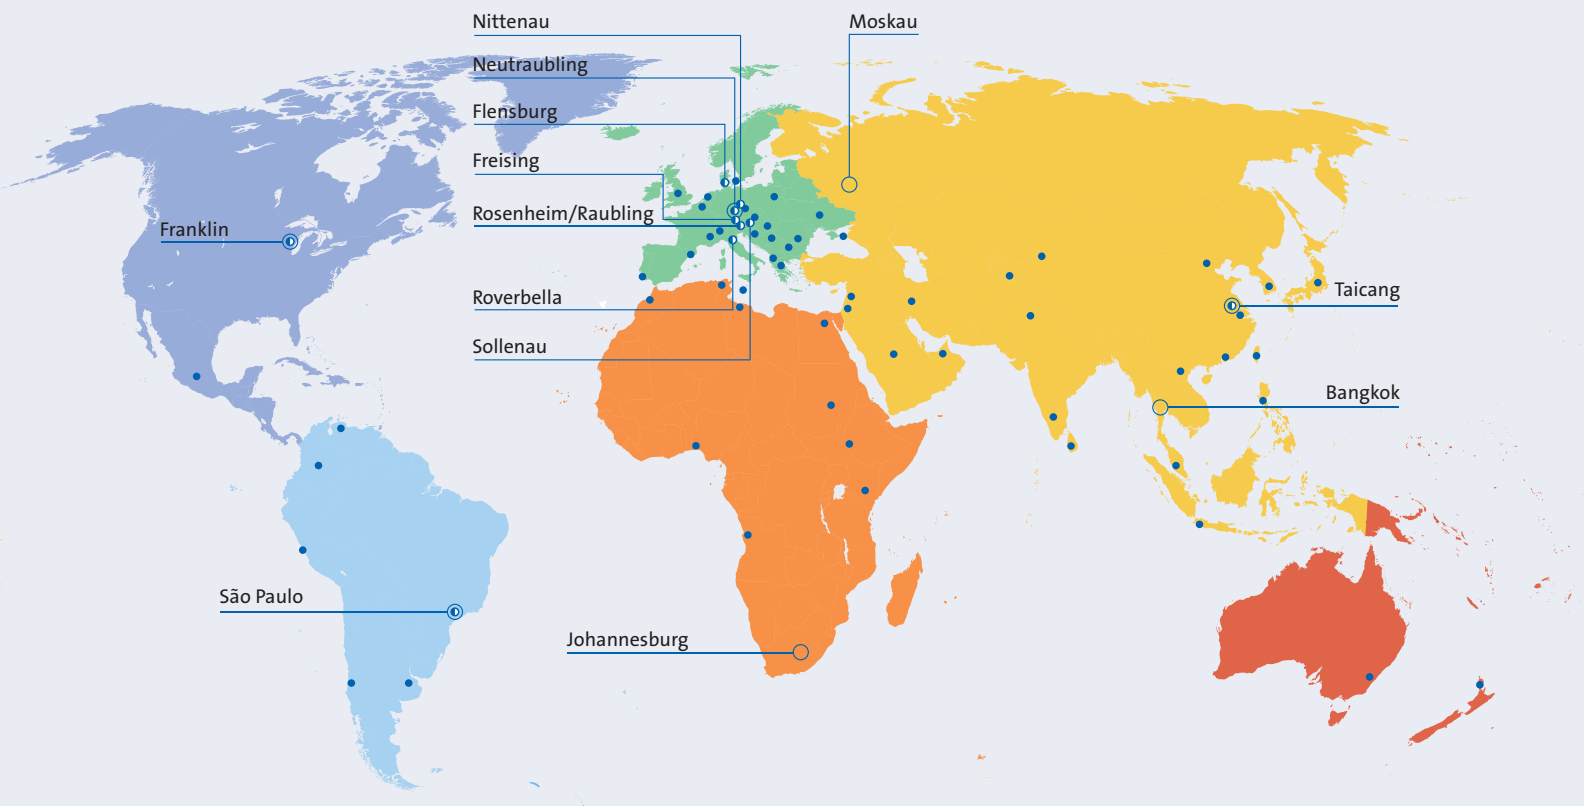 Nittenau
Moskau
Neutraubling
Flensburg
Freising
Rosenheim/Raubling
Franklin
Roverbella
Taicang
Sollenau
Bangkok
São Paulo
Johannesburg